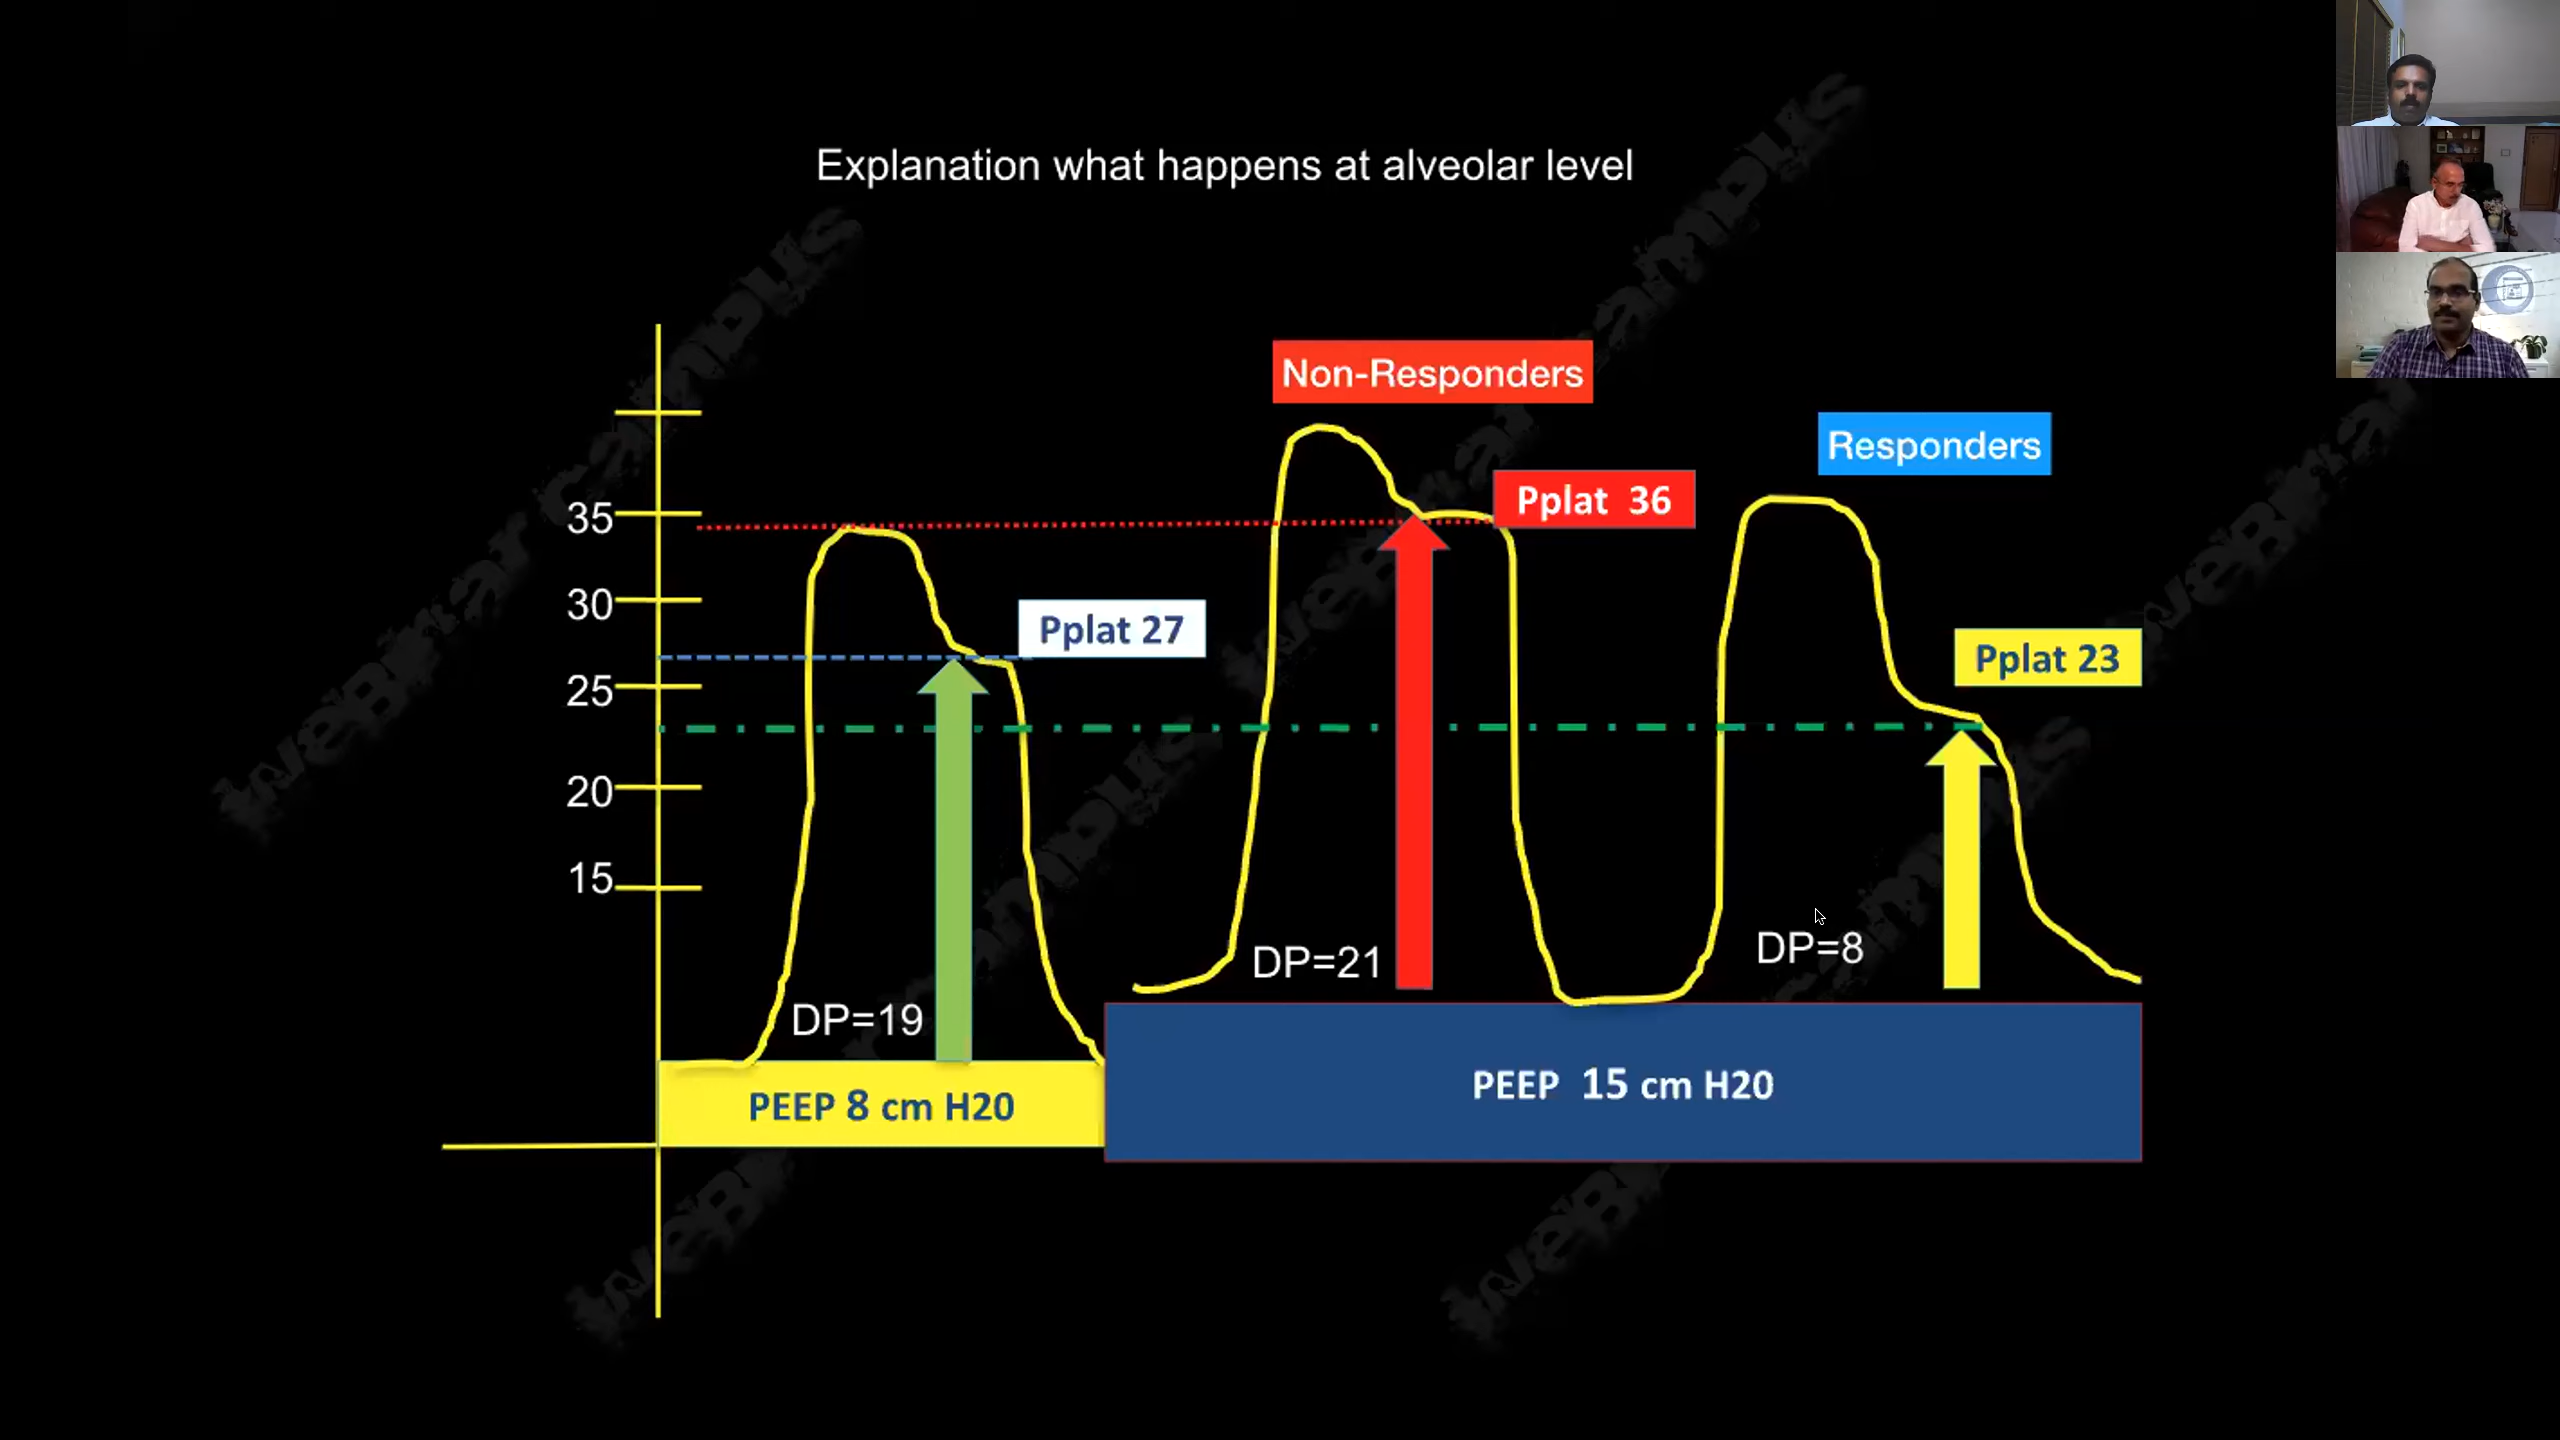 Explanation what happens at alveolar level
Non-Responders
Responders
35
30
25
20
15
Pplat 27
Pplat  36
Pplat 23
DP=19
DP=21
DP=8
PEEP 8 cm H20
PEEP  15 cm H20